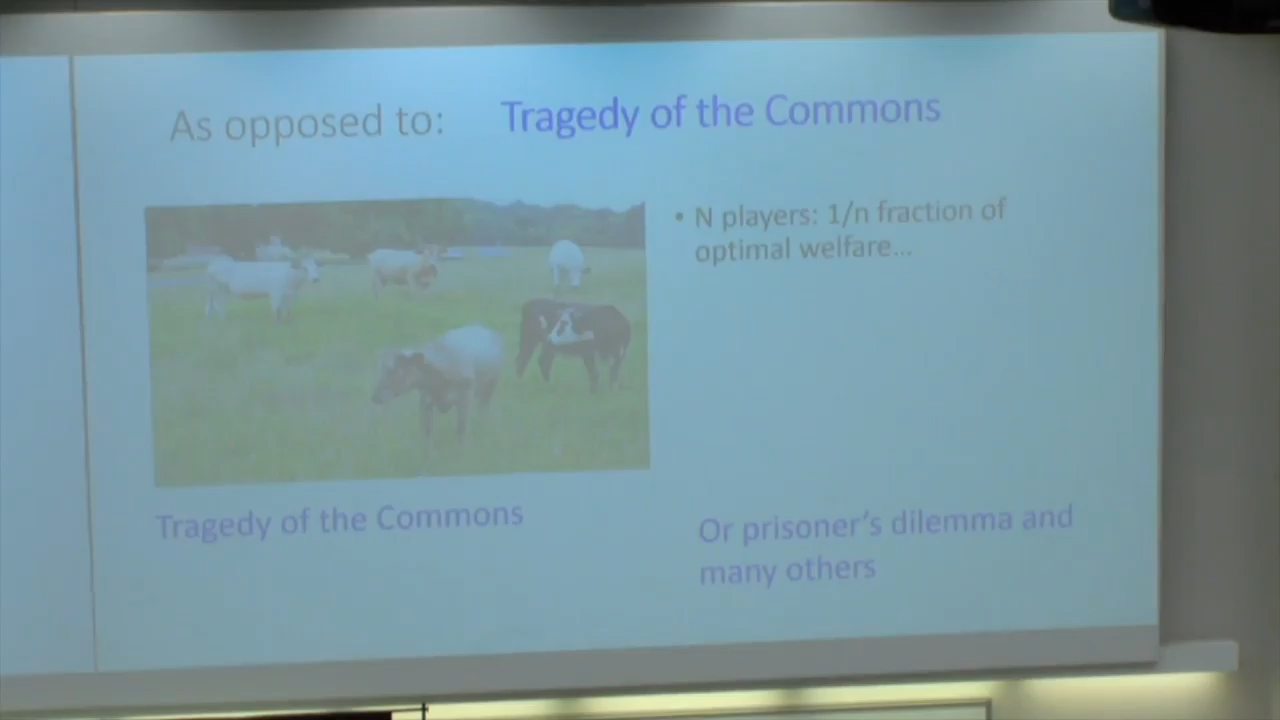 As opposed to: Tragedy of the Commons
• N players: 1/n fraction of
optimal welfare...
Tragedy of the Commons
Or prisoner's dilemma and
many others